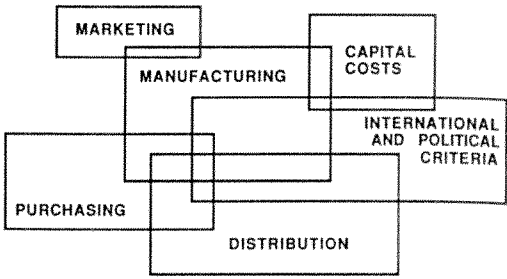 MARKETING
MANUFACTURING
CAPITAL
COSTS
INTERNATIONAL
AND POLITICAL
CRITERIA
PURCHASING
DISTRIBUTION